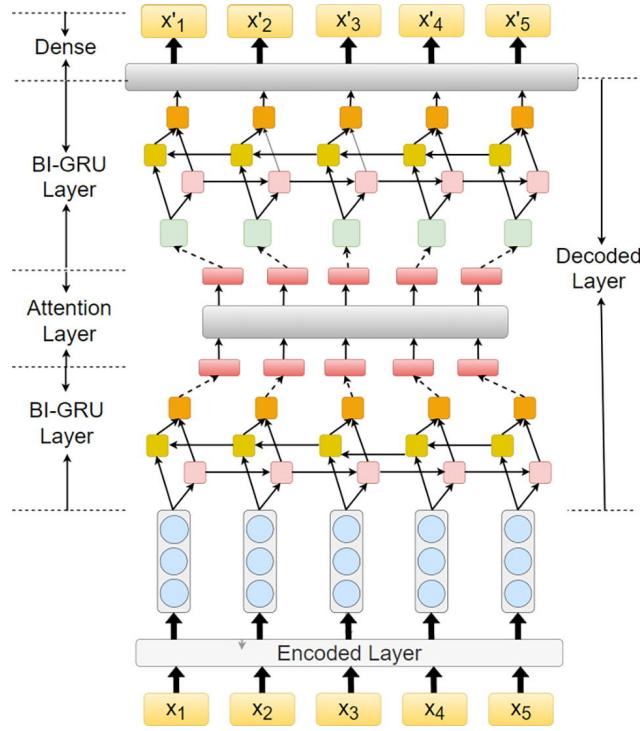 x'1 x'2 x'3 x'4 x'5
Dense
BI-GRU
Layer
Decoded
Layer
Attention
Layer
BI-GRU
Layer
Encoded Layer
x1 x2 x3 x4 x5